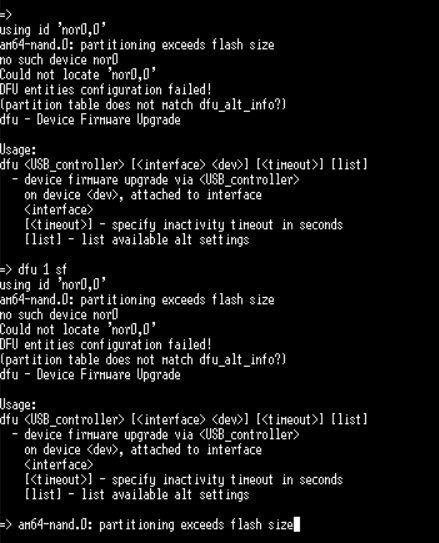 =>
using id 'nor0,0'
am64-nand.0: partitioning exceeds flash size
no such device nor0
Could not locate 'nor0,0'
DFU entities configuration failed!
(partition table does not match dfu_alt_info?)
dfu - Device Firmware Upgrade
Usage:
dfu <USB_controller> [<interface> <dev>] [<timeout>] [list]
- device firmware upgrade via <USB_controller>
on device <dev>, attached to interface
<interface>
[<timeout>] - specify inactivity timeout in seconds
[list] - list available alt settings
=> dfu 1 sf
using id 'nor0,0'
am64-nand.0: partitioning exceeds flash size
no such device nor0
Could not locate 'nor0,0'
DFU entities configuration failed!
(partition table does not match dfu_alt_info?)
dfu - Device Firmware Upgrade
Usage:
dfu <USB_controller> [<interface> <dev>] [<timeout>] [list]
- device firmware upgrade via <USB_controller>
on device <dev>, attached to interface
<interface>
[<timeout>] - specify inactivity timeout in seconds
[list] - list available alt settings
=> am64-nand.0: partitioning exceeds flash size